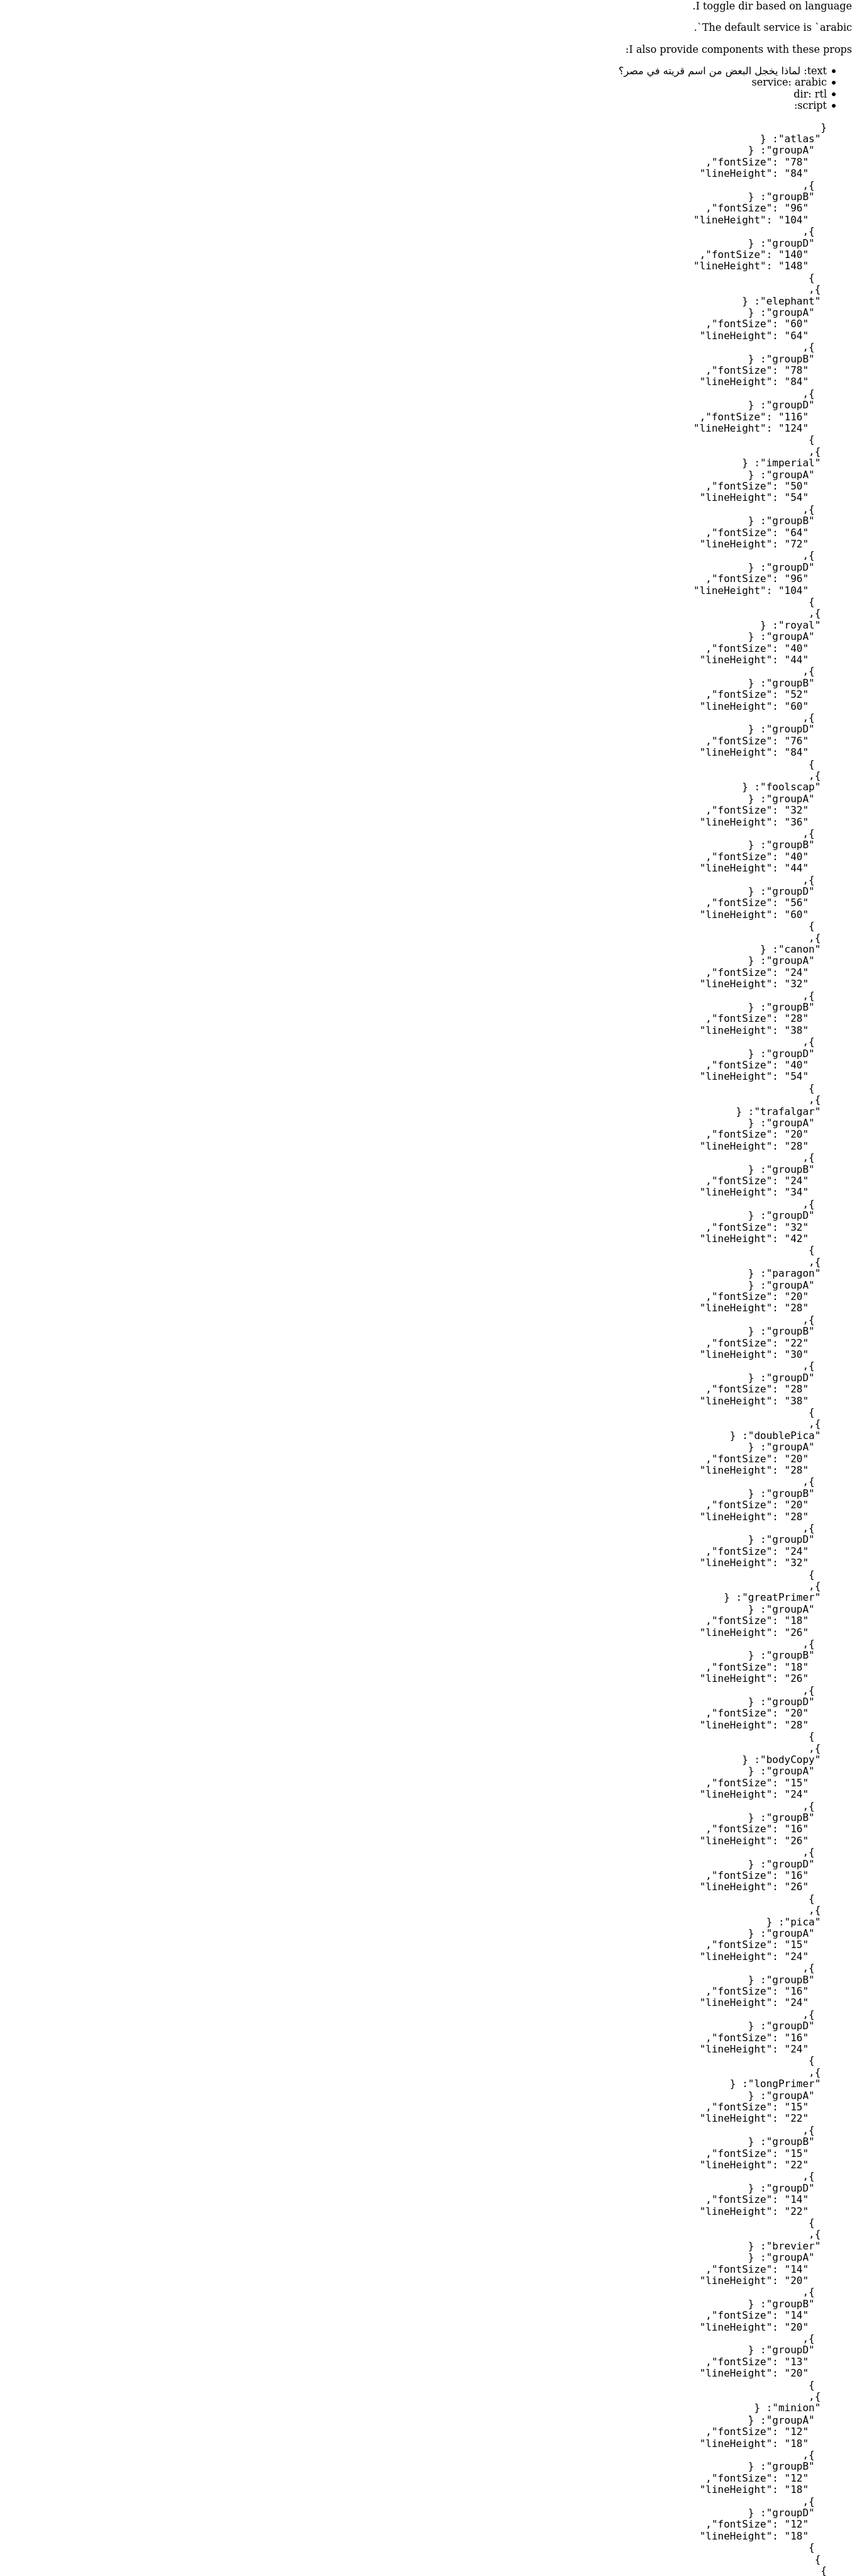 I toggle dir based on language.
The default service is `arabic`.
I also provide components with these props:
text: لماذا يخجل البعض من اسم قريته في مصر؟
service: arabic
dir: rtl
script:
{
"atlas": {
"groupA": {
"fontSize": "78",
"lineHeight": "84"
},
"groupB": {
"fontSize": "96",
"lineHeight": "104"
},
"groupD": {
"fontSize": "140",
"lineHeight": "148"
}
},
"elephant": {
"groupA": {
"fontSize": "60",
"lineHeight": "64"
},
"groupB": {
"fontSize": "78",
"lineHeight": "84"
},
"groupD": {
"fontSize": "116",
"lineHeight": "124"
}
},
"imperial": {
"groupA": {
"fontSize": "50",
"lineHeight": "54"
},
"groupB": {
"fontSize": "64",
"lineHeight": "72"
},
"groupD": {
"fontSize": "96",
"lineHeight": "104"
}
},
"royal": {
"groupA": {
"fontSize": "40",
"lineHeight": "44"
},
"groupB": {
"fontSize": "52",
"lineHeight": "60"
},
"groupD": {
"fontSize": "76",
"lineHeight": "84"
}
},
"foolscap": {
"groupA": {
"fontSize": "32",
"lineHeight": "36"
},
"groupB": {
"fontSize": "40",
"lineHeight": "44"
},
"groupD": {
"fontSize": "56",
"lineHeight": "60"
}
},
"canon": {
"groupA": {
"fontSize": "24",
"lineHeight": "32"
},
"groupB": {
"fontSize": "28",
"lineHeight": "38"
},
"groupD": {
"fontSize": "40",
"lineHeight": "54"
}
},
"trafalgar": {
"groupA": {
"fontSize": "20",
"lineHeight": "28"
},
"groupB": {
"fontSize": "24",
"lineHeight": "34"
},
"groupD": {
"fontSize": "32",
"lineHeight": "42"
}
},
"paragon": {
"groupA": {
"fontSize": "20",
"lineHeight": "28"
},
"groupB": {
"fontSize": "22",
"lineHeight": "30"
},
"groupD": {
"fontSize": "28",
"lineHeight": "38"
}
},
"doublePica": {
"groupA": {
"fontSize": "20",
"lineHeight": "28"
},
"groupB": {
"fontSize": "20",
"lineHeight": "28"
},
"groupD": {
"fontSize": "24",
"lineHeight": "32"
}
},
"greatPrimer": {
"groupA": {
"fontSize": "18",
"lineHeight": "26"
},
"groupB": {
"fontSize": "18",
"lineHeight": "26"
},
"groupD": {
"fontSize": "20",
"lineHeight": "28"
}
},
"bodyCopy": {
"groupA": {
"fontSize": "15",
"lineHeight": "24"
},
"groupB": {
"fontSize": "16",
"lineHeight": "26"
},
"groupD": {
"fontSize": "16",
"lineHeight": "26"
}
},
"pica": {
"groupA": {
"fontSize": "15",
"lineHeight": "24"
},
"groupB": {
"fontSize": "16",
"lineHeight": "24"
},
"groupD": {
"fontSize": "16",
"lineHeight": "24"
}
},
"longPrimer": {
"groupA": {
"fontSize": "15",
"lineHeight": "22"
},
"groupB": {
"fontSize": "15",
"lineHeight": "22"
},
"groupD": {
"fontSize": "14",
"lineHeight": "22"
}
},
"brevier": {
"groupA": {
"fontSize": "14",
"lineHeight": "20"
},
"groupB": {
"fontSize": "14",
"lineHeight": "20"
},
"groupD": {
"fontSize": "13",
"lineHeight": "20"
}
},
"minion": {
"groupA": {
"fontSize": "12",
"lineHeight": "18"
},
"groupB": {
"fontSize": "12",
"lineHeight": "18"
},
"groupD": {
"fontSize": "12",
"lineHeight": "18"
}
}
}